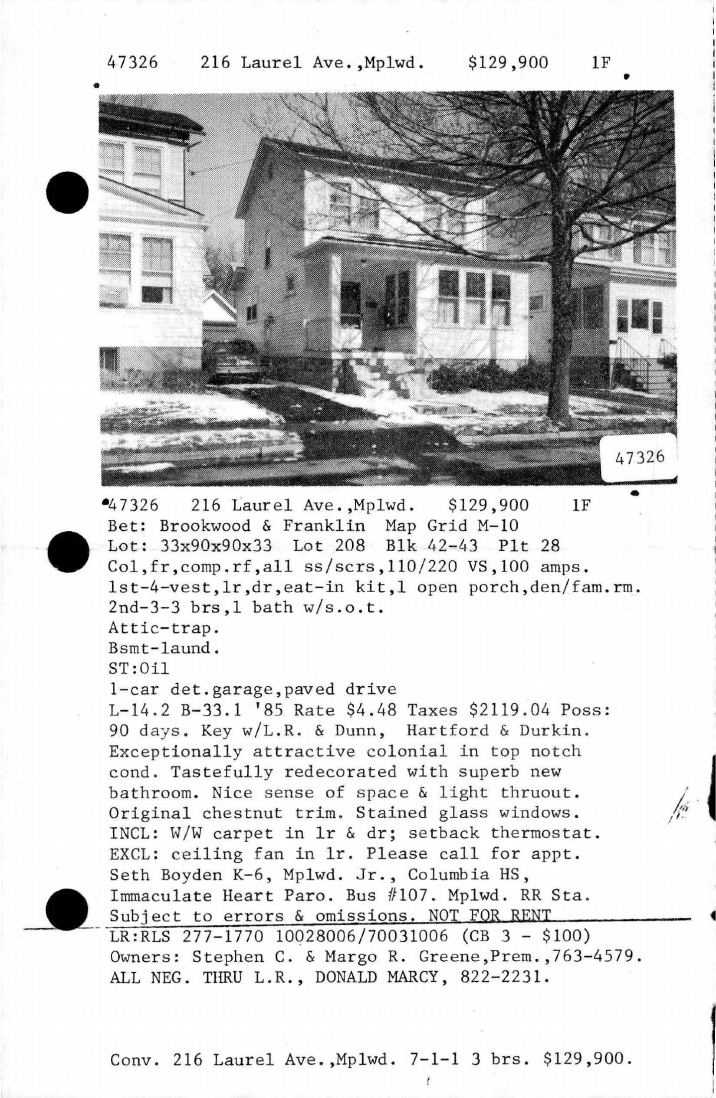 47326 216 Laurel Ave.,Mplwd. $129,900 1F
47326
47326 216 Laurel Ave.,Mplwd. $129,900 1F
Bet: Brookwood & Franklin Map Grid M-10
Lot: 33x90x90x33 Lot 208 Blk 42-43 Plt 28
Col,fr,comp.rf,all ss/scrs,110/220 VS,100 amps.
1st-4-vest,lr,dr,eat-in kit,1 open porch,den/fam.rm.
2nd-3-3 brs,1 bath w/s.o.t.
Attic-trap.
Bsmt-laund.
ST:Oil
1-car det.garage,paved drive
L-14.2 B-33.1 '85 Rate $4.48 Taxes $2119.04 Poss:
90 days. Key w/L.R. & Dunn, Hartford & Durkin.
Exceptionally attractive colonial in top notch
cond. Tastefully redecorated with superb new
bathroom. Nice sense of space & light thruout.
Original chestnut trim. Stained glass windows.
INCL: W/W carpet in lr & dr; setback thermostat.
EXCL: ceiling fan in lr. Please call for appt.
Seth Boyden K-6, Mplwd. Jr., Columbia HS,
Immaculate Heart Paro. Bus #107. Mplwd. RR Sta.
Subject to errors & omissions. NOT FOR RENT
LR:RLS 277-1770 10028006/70031006 (CB 3 - $100)
Owners: Stephen C. & Margo R. Greene,Prem.,763-4579.
ALL NEG. THRU L.R., DONALD MARCY, 822-2231.
Conv. 216 Laurel Ave.,Mplwd. 7-1-1 3 brs. $129,900.